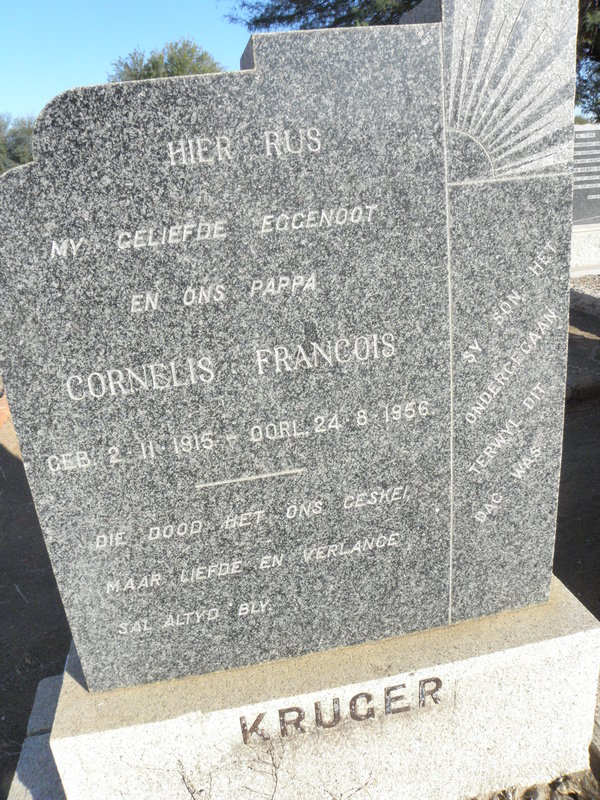 HIER RUS
MY GELIEFDE EGGENOOT
EN ONS PAPPA
CORNELIS FRANCOIS
GEB. 2. 11. 1915 - OORL. 24. 8. 1956.
DIE DOOD HET ONS GESKEI,
MAAR LIEFDE EN VERLANGE,
SAL ALTYD BLY.
SY SON HET
ONDERGEGAAN
TERWYL DIT
DAG WAS.
KRUGER